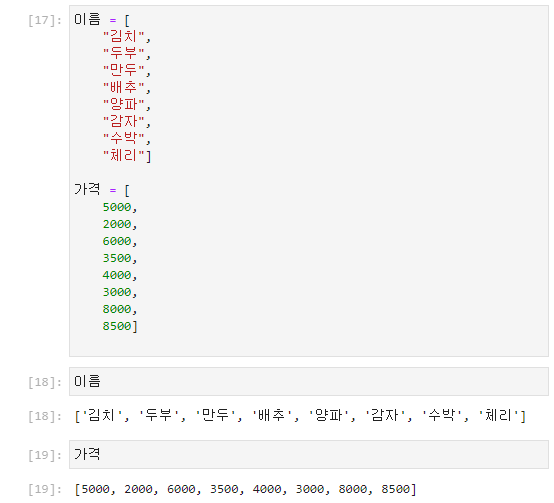 [17]: 이름 = [
"김치",
"두부",
"만두",
"배추",
"양파",
"감자",
"수박",
"체리"]
가격 = [
5000,
2000,
6000,
3500,
4000,
3000,
8000,
8500]
[18]: 이름
[18]: ['김치', '두부', '만두', '배추', '양파', '감자', '수박', '체리']
[19]: 가격
[19]: [5000, 2000, 6000, 3500, 4000, 3000, 8000, 8500]